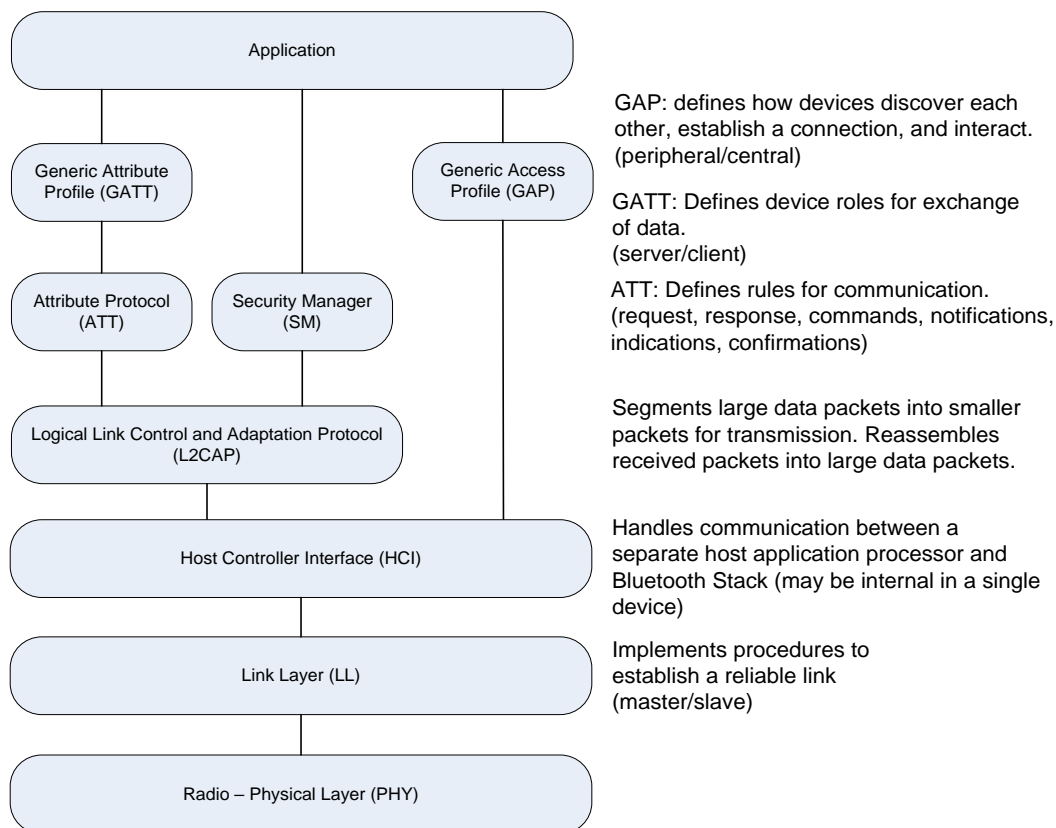 Application
GAP: defines how devices discover each
other, establish a connection, and interact.
(peripheral/central)
Generic Attribute
Profile (GATT)
Generic Access
Profile (GAP)
GATT: Defines device roles for exchange
of data.
(server/client)
Attribute Protocol
(ATT)
Security Manager
(SM)
ATT: Defines rules for communication.
(request, response, commands, notifications,
indications, confirmations)
Logical Link Control and Adaptation Protocol
(L2CAP)
Segments large data packets into smaller
packets for transmission. Reassembles
received packets into large data packets.
Host Controller Interface (HCI)
Handles communication between a
separate host application processor and
Bluetooth Stack (may be internal in a single
device)
Link Layer (LL)
Implements procedures to
establish a reliable link
(master/slave)
Radio – Physical Layer (PHY)